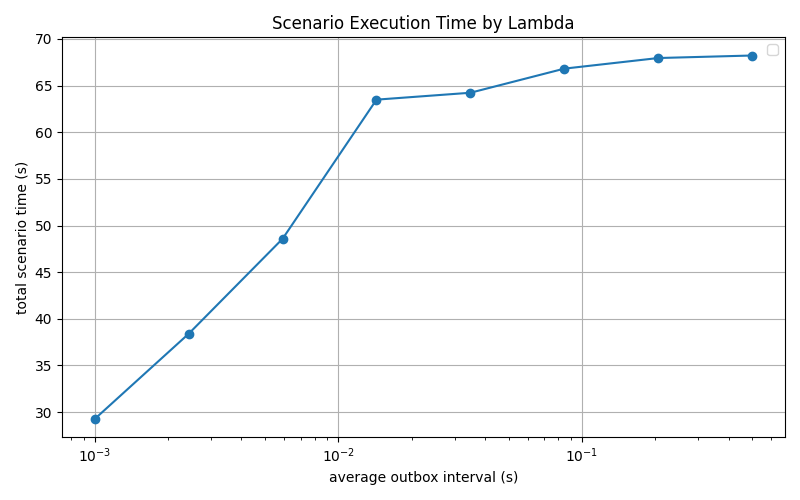 Scenario Execution Time by Lambda
total scenario time (s)
70
65
60
55
50
45
40
35
30
10⁻³ 10⁻² 10⁻¹
average outbox interval (s)